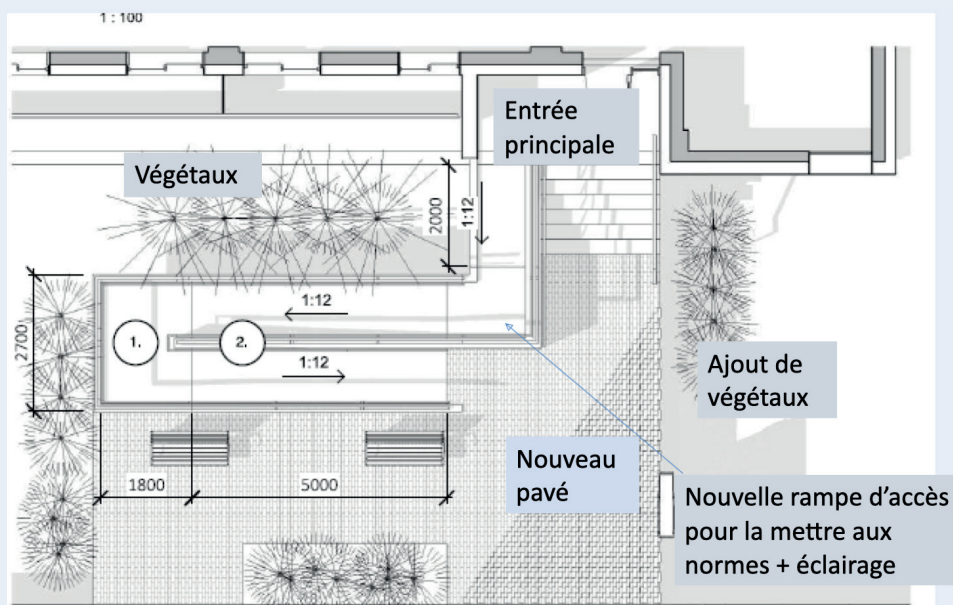 1 : 100
Entrée
principale
Végétaux
2000
1:12
1:12
2700
1.
2.
1:12
Ajout de
végétaux
1800
5000
Nouveau
pavé
Nouvelle rampe d’accès
pour la mettre aux
normes + éclairage